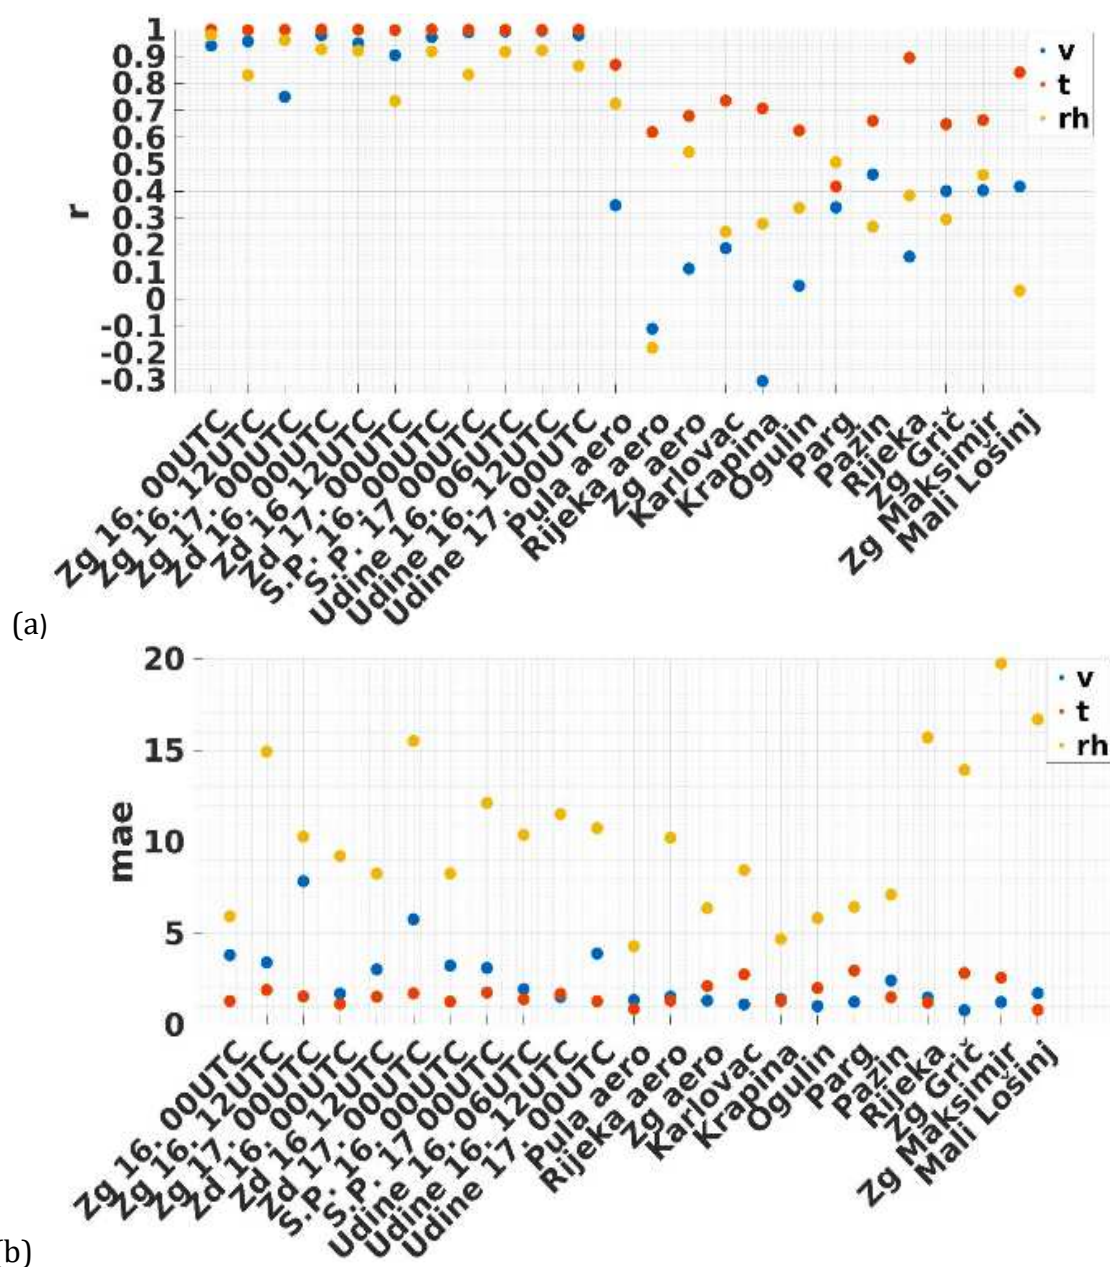 1
0.9
0.8
0.7
0.6
0.5
0.4
0.3
0.2
0.1
0
-0.1
-0.2
-0.3
r
v
t
rh
Zg 16. 00UTC
Zg 16. 12UTC
Zg 17. 00UTC
Zd 16. 00UTC
Zd 16 12UTC
Zd 17. 00UTC
S.P. 16. 00UTC
S.P. 17 00UTC
Udine 16. 06UTC
Udine 16. 12UTC
Udine 17. 00UTC
Pula aero
Rijeka aero
Zg aero
Karlovac
Krapina
Ogulin
Parg
Pazin
Rijeka
Zg Grič
Zg Maksimir
Mali Lošinj
(a)
20
15
10
5
0
mae
v
t
rh
Zg 16. 00UTC
Zg 16. 12UTC
Zg 17. 00UTC
Zd 16. 00UTC
Zd 16 12UTC
Zd 17. 00UTC
S.P. 16. 00UTC
S.P. 17 00UTC
Udine 16. 06UTC
Udine 16. 12UTC
Udine 17. 00UTC
Pula aero
Rijeka aero
Zg aero
Karlovac
Krapina
Ogulin
Parg
Pazin
Rijeka
Zg Grič
Zg Maksimir
Mali Lošinj
(b)